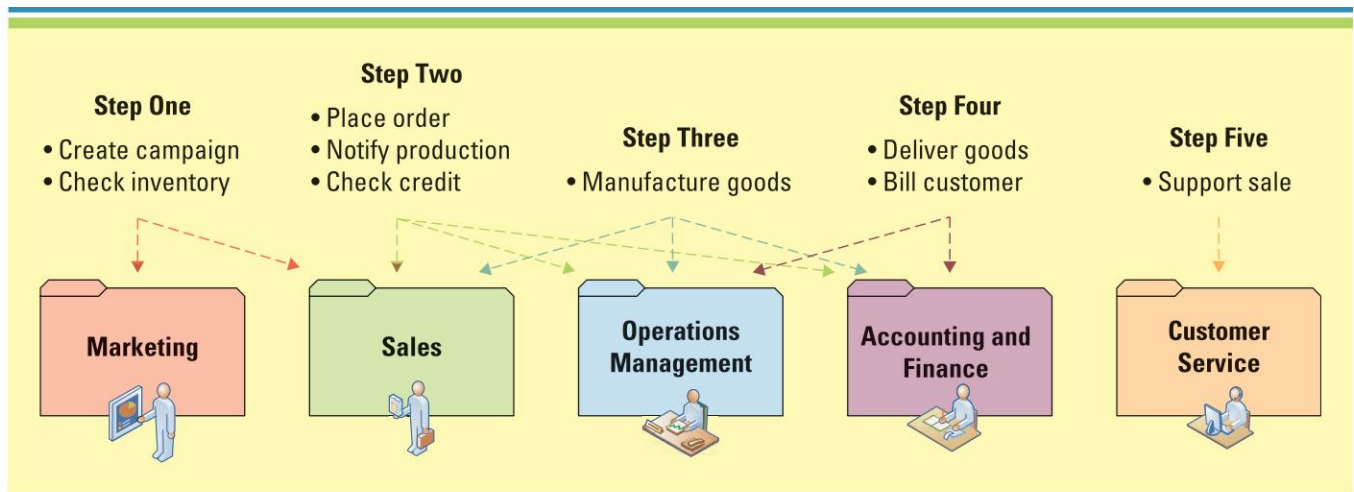 Step One
• Create campaign
• Check inventory
Step Two
• Place order
• Notify production
• Check credit
Step Three
• Manufacture goods
Step Four
• Deliver goods
• Bill customer
Step Five
• Support sale
Marketing
Sales
Operations
Management
Accounting and
Finance
Customer
Service